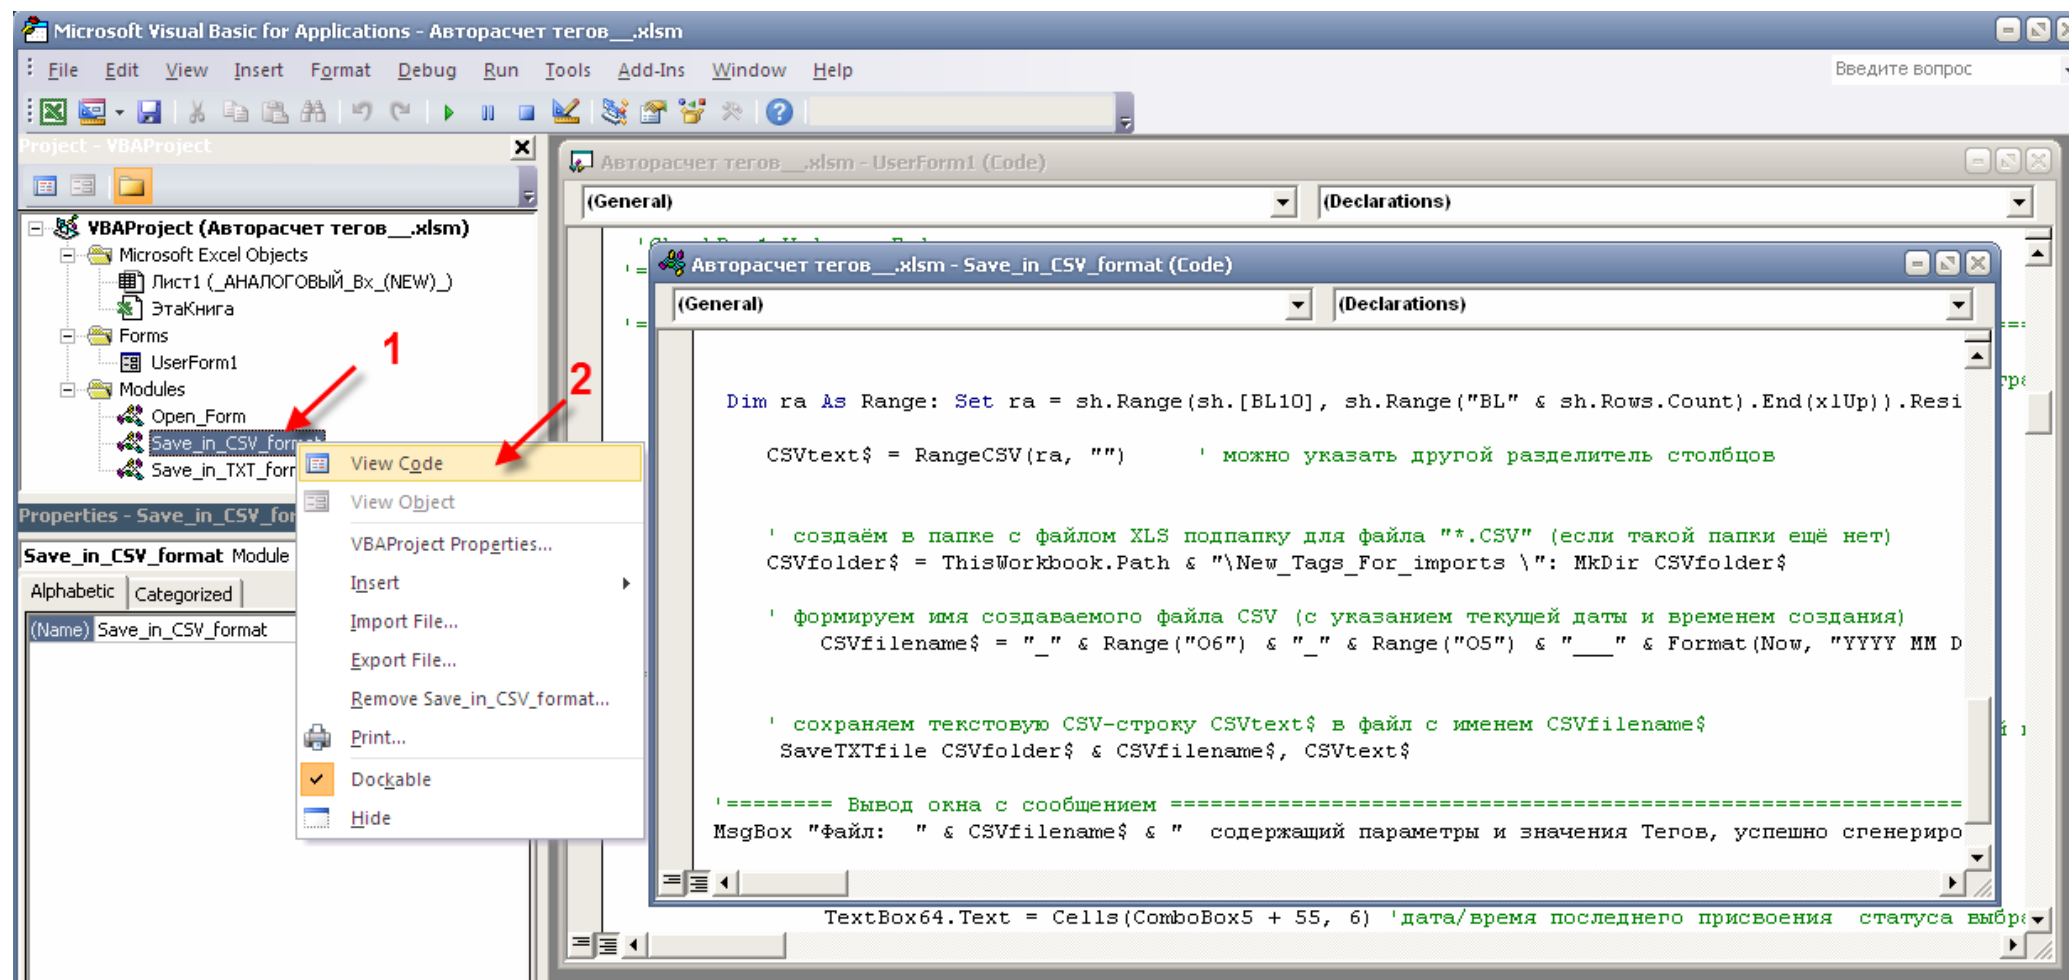 Microsoft Visual Basic for Applications - Авторасчет тегов__.xlsm
File Edit View Insert Format Debug Run Tools Add-Ins Window Help
Введите вопрос
Project - VBAProject
VBAProject (Авторасчет тегов__.xlsm)
Microsoft Excel Objects
Лист1 (_АНАЛОГОВЫЙ_Вх_(NEW)_)
ЭтаКнига
Forms
UserForm1
Modules
Open_Form
Save_in_CSV_format
Save_in_TXT_for
1
2
Properties - Save_in_CSV_for
Save_in_CSV_format Module
Alphabetic Categorized
(Name) Save_in_CSV_format
View Code
View Object
VBAProject Properties...
Insert
Import File...
Export File...
Remove Save_in_CSV_format...
Print...
Dockable
Hide
Авторасчет тегов__.xlsm - UserForm1 (Code)
(General) (Declarations)
Авторасчет тегов__.xlsm - Save_in_CSV_format (Code)
(General) (Declarations)
Dim ra As Range: Set ra = sh.Range(sh.[BL10], sh.Range("BL" & sh.Rows.Count).End(xlUp)).Resi
CSVtext$ = RangeCSV(ra, "") ' можно указать другой разделитель столбцов
' создаём в папке с файлом XLS подпапку для файла "*.CSV" (если такой папки ещё нет)
CSVfolder$ = ThisWorkbook.Path & "\New_Tags_For_imports \": MkDir CSVfolder$
' формируем имя создаваемого файла CSV (с указанием текущей даты и временем создания)
CSVfilename$ = "_" & Range("O6") & "_" & Range("O5") & "___" & Format(Now, "YYYY MM D
' сохраняем текстовую CSV-строку CSVtext$ в файл с именем CSVfilename$
SaveTXTfile CSVfolder$ & CSVfilename$, CSVtext$
'======== Вывод окна с сообщением ===========================================================
MsgBox "Файл:  " & CSVfilename$ & "  содержащий параметры и значения Тегов, успешно сгенериро
TextBox64.Text = Cells(ComboBox5 + 55, 6) 'дата/время последнего присвоения  статуса выбра